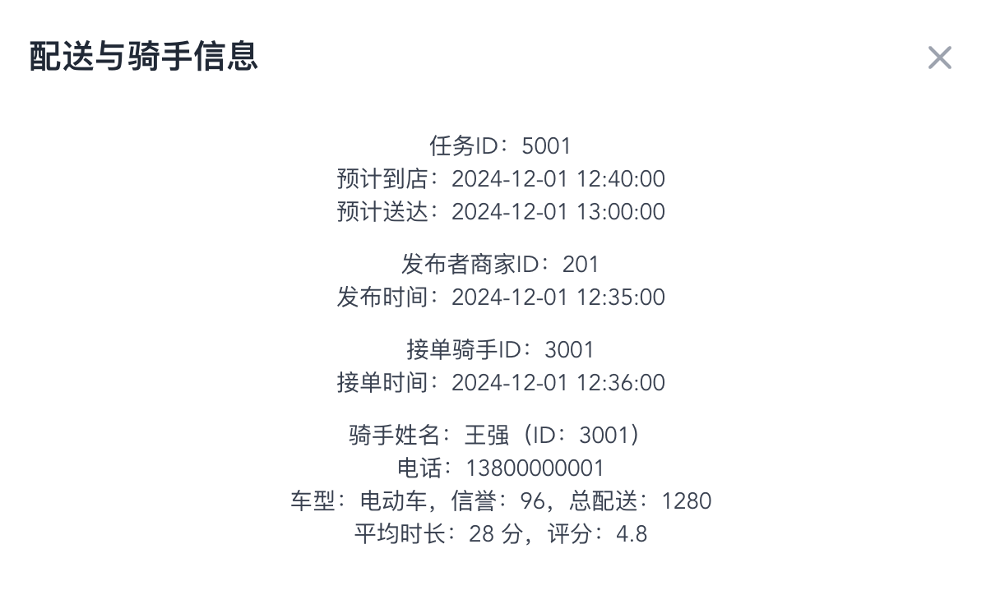 配送与骑手信息
任务ID：5001
预计到店：2024-12-01 12:40:00
预计送达：2024-12-01 13:00:00
发布者商家ID：201
发布时间：2024-12-01 12:35:00
接单骑手ID：3001
接单时间：2024-12-01 12:36:00
骑手姓名：王强（ID：3001）
电话：13800000001
车型：电动车，信誉：96，总配送：1280
平均时长：28 分，评分：4.8